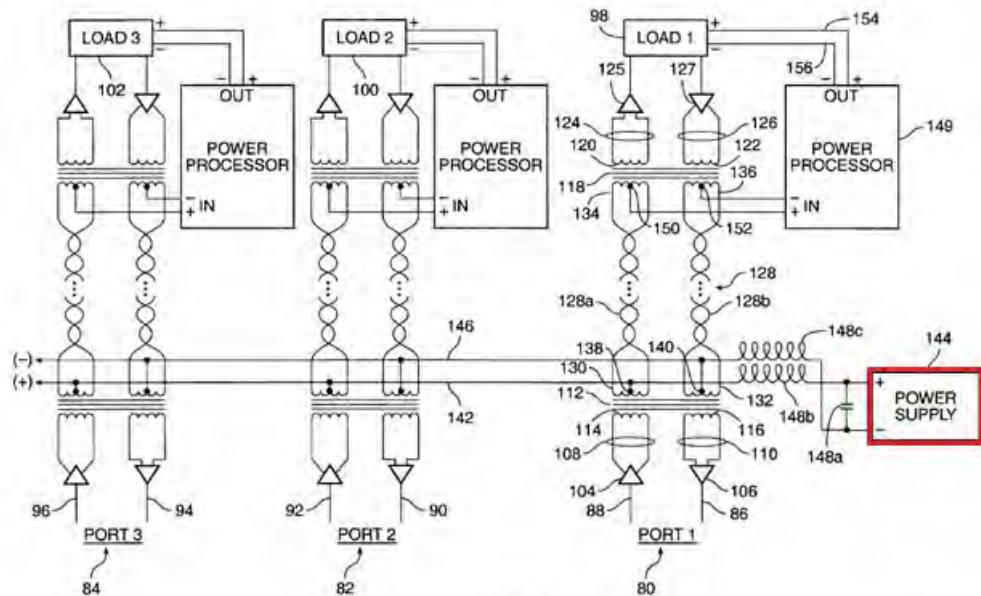 LOAD 3 + −
LOAD 2 + −
98 LOAD 1 + − 154
156
102
100
125 127
− + OUT
− + OUT
− + OUT
124 126
POWER PROCESSOR
POWER PROCESSOR
POWER PROCESSOR
149
120 122
118 136
− IN
+
− IN
+
− IN
+
134 150 152
128
128a 128b
146 138 140 148c 144
(−)
(+)
130 132
112
142
114 116 148b
+ POWER SUPPLY −
108 110 148a
104 106
96 94 92 90 88 86
PORT 3 PORT 2 PORT 1
84 82 80